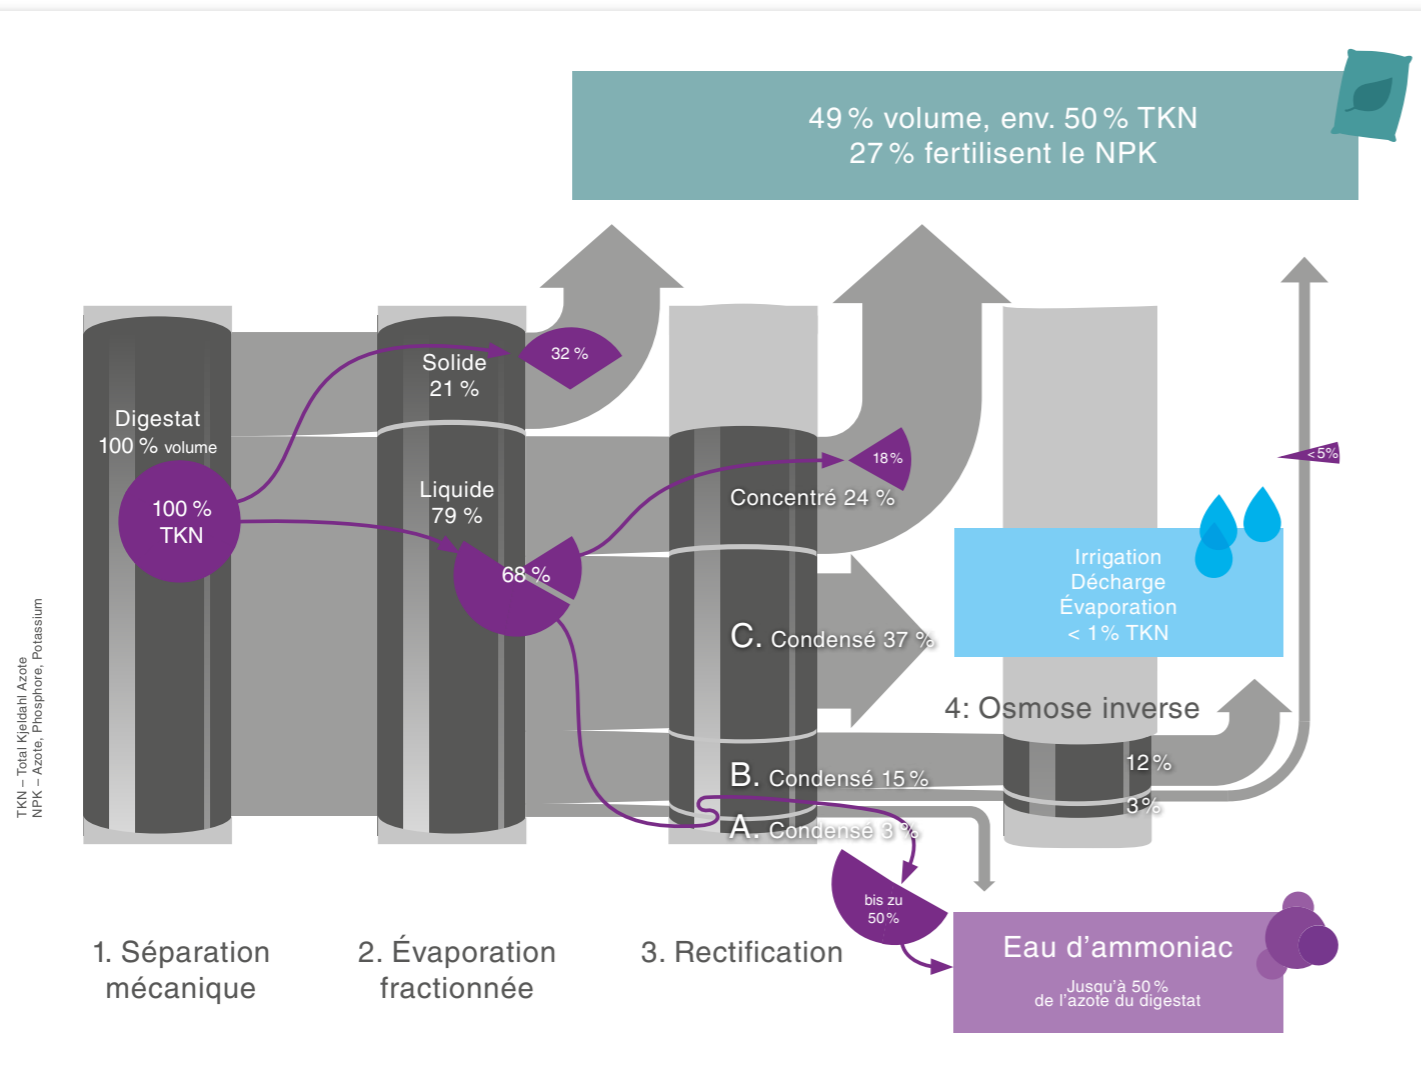 49 % volume, env. 50 % TKN
27 % fertilisent le NPK
Digestat
100 % volume
100 %
TKN
Solide
21 %
32 %
Liquide
79 %
68 %
18 %
Concentré 24 %
C. Condensé 37 %
B. Condensé 15 %
A. Condensé 3 %
<5%
Irrigation
Décharge
Évaporation
< 1% TKN
4: Osmose inverse
12 %
3 %
bis zu
50 %
Eau d’ammoniac
Jusqu’à 50 %
de l’azote du digestat
1. Séparation
mécanique
2. Évaporation
fractionnée
3. Rectification
TKN – Total Kjeldahl Azote
NPK – Azote, Phosphore, Potassium